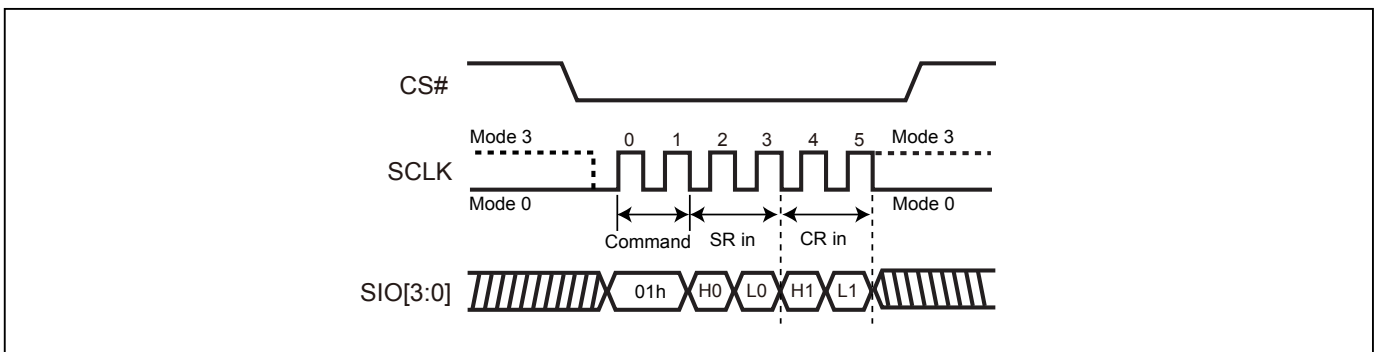 CS#
Mode 3 0 1 2 3 4 5 Mode 3
SCLK
Mode 0 Mode 0
Command SR in CR in
SIO[3:0] 01h H0 L0 H1 L1